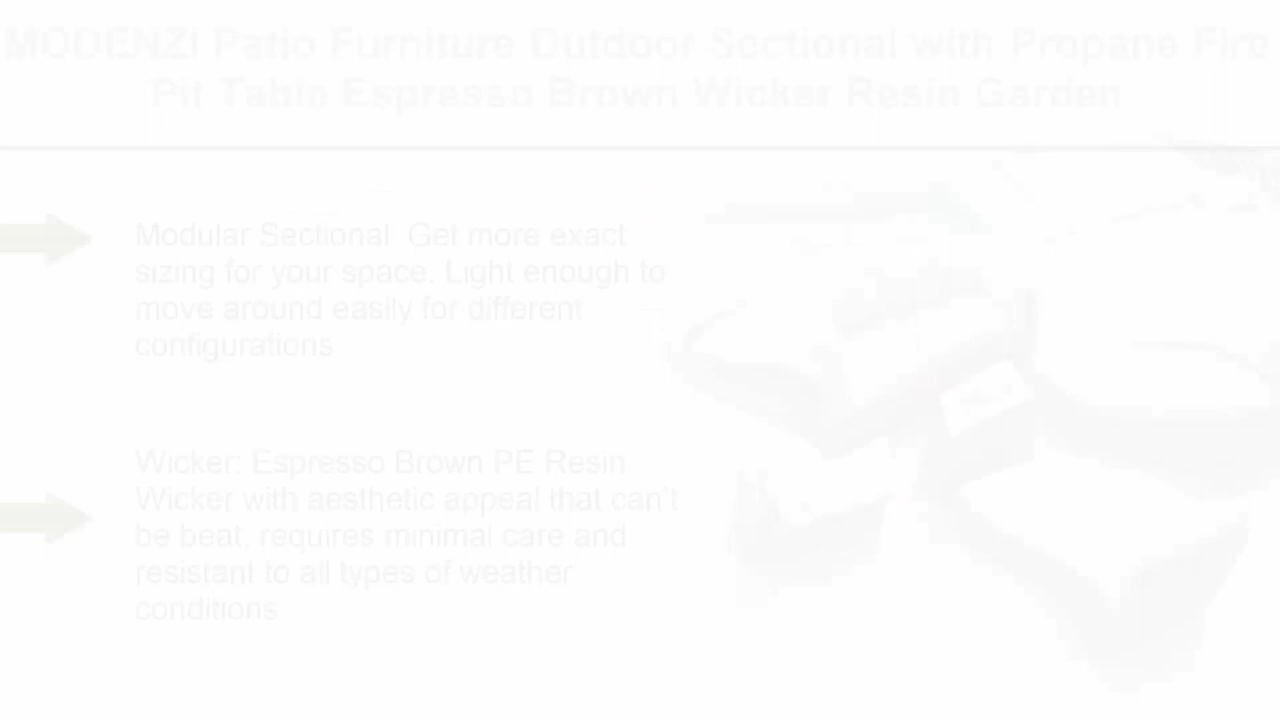 MODENZI Patio Furniture Outdoor Sectional with Propane Fire
Pit Table Espresso Brown Wicker Resin Garden
Modular Sectional: Get more exact
sizing for your space. Light enough to
move around easily for different
configurations
Wicker: Espresso Brown PE Resin
Wicker with aesthetic appeal that can't
be beat, requires minimal care and
resistant to all types of weather
conditions